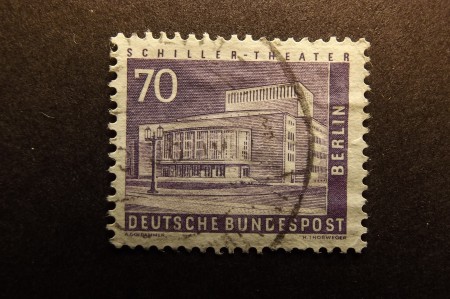 SCHILLER-THEATER
70
BERLIN
DEUTSCHE BUNDESPOST